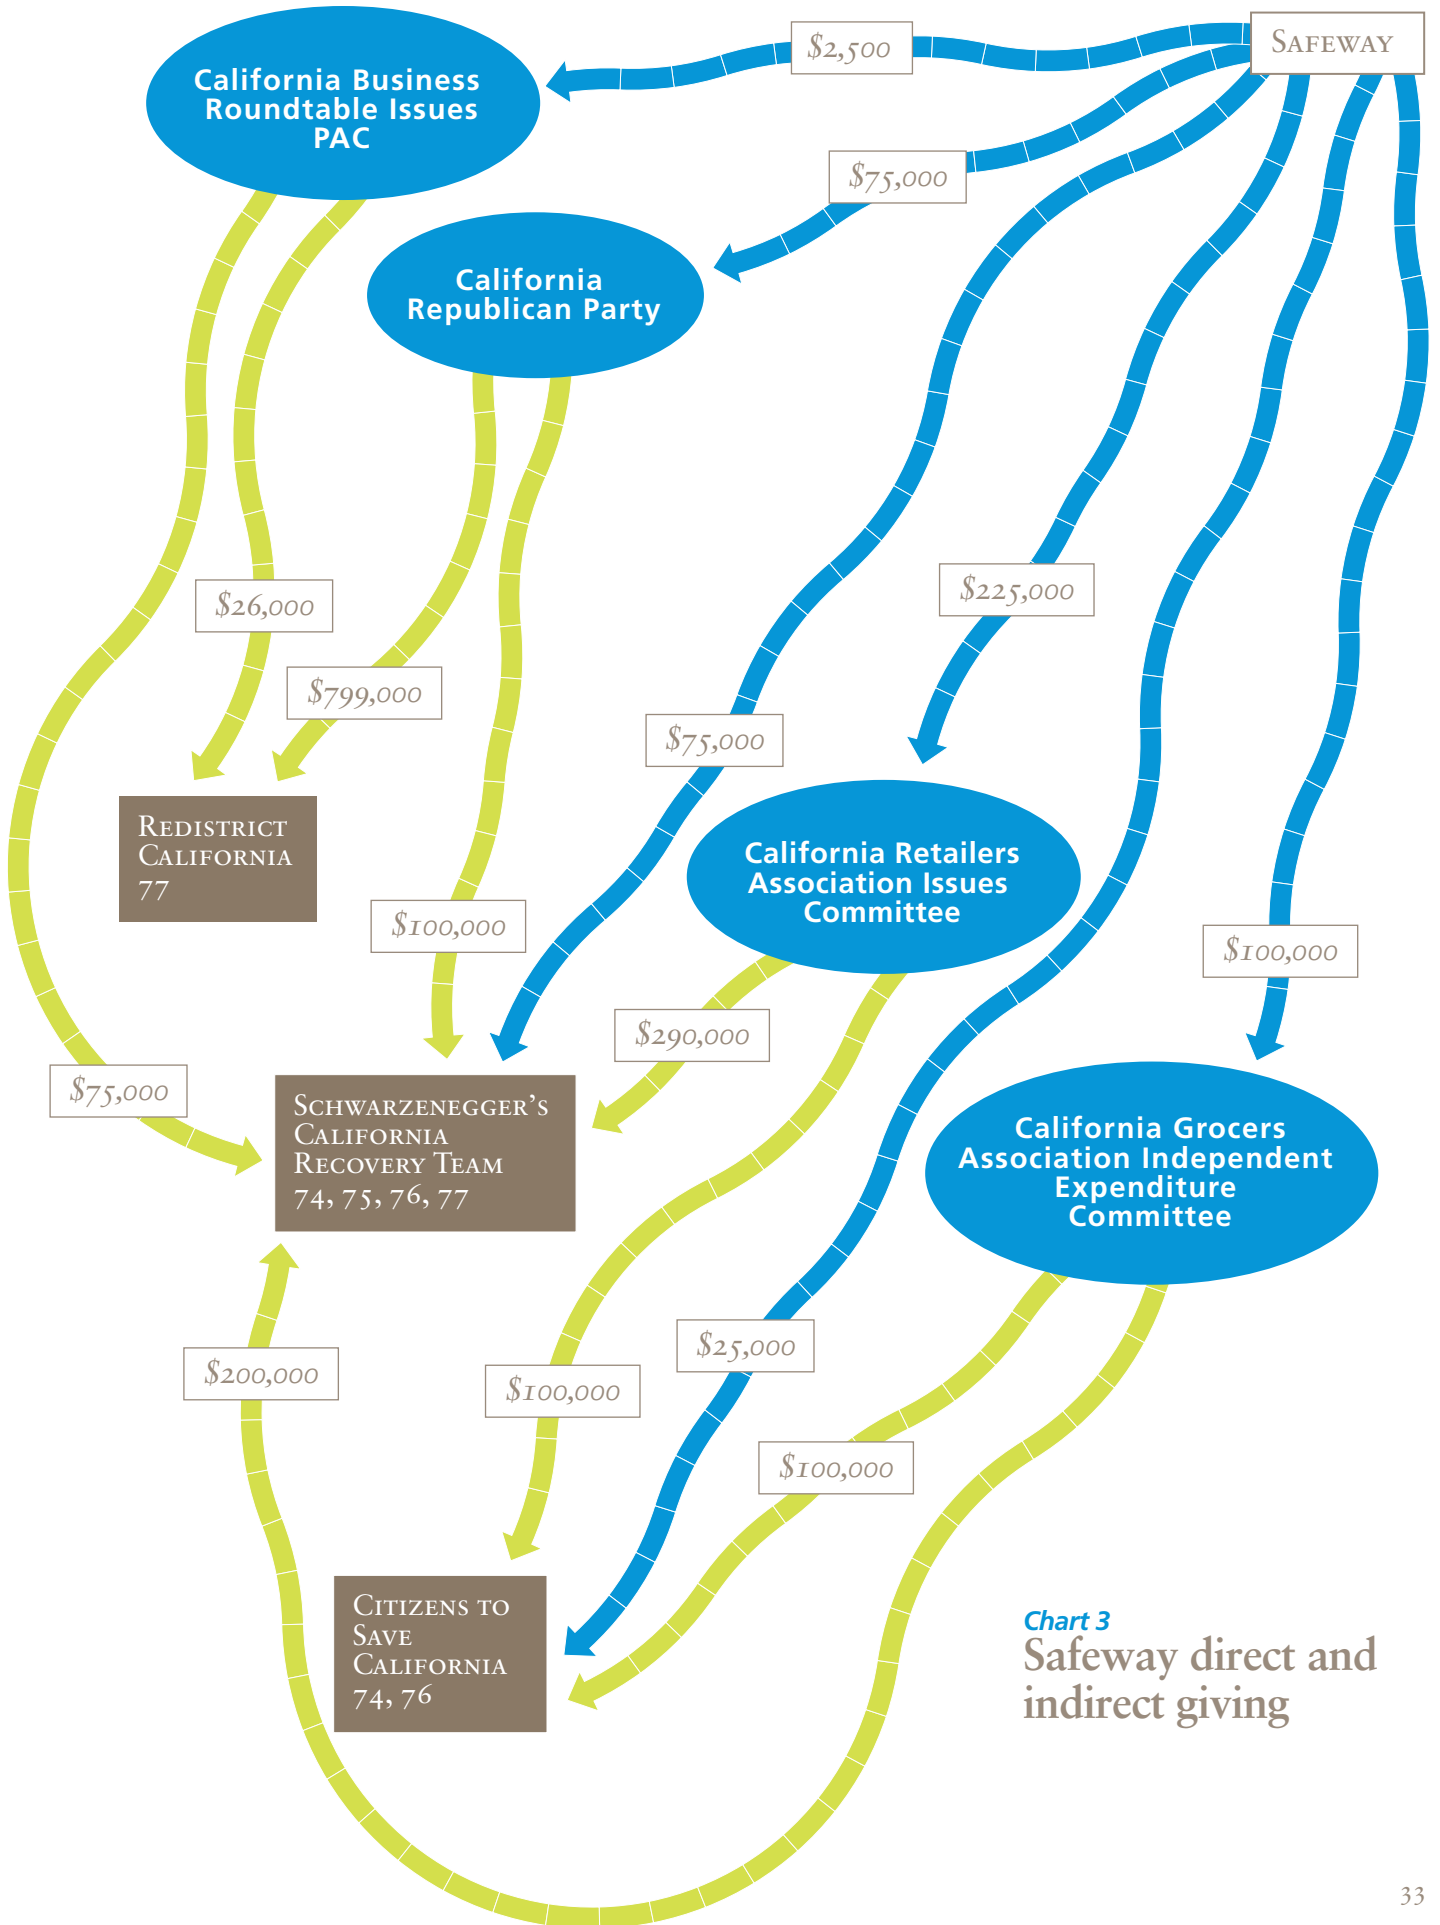 $2,500
SAFEWAY
California Business
Roundtable Issues
PAC
$75,000
California
Republican Party
$225,000
$26,000
$799,000
$75,000
REDISTRICT
CALIFORNIA
77
California Retailers
Association Issues
Committee
$100,000
$100,000
$290,000
$75,000
SCHWARZENEGGER'S
CALIFORNIA
RECOVERY TEAM
74, 75, 76, 77
California Grocers
Association Independent
Expenditure
Committee
$25,000
$200,000
$100,000
$100,000
CITIZENS TO
SAVE
CALIFORNIA
74, 76
Chart 3
Safeway direct and
indirect giving
33